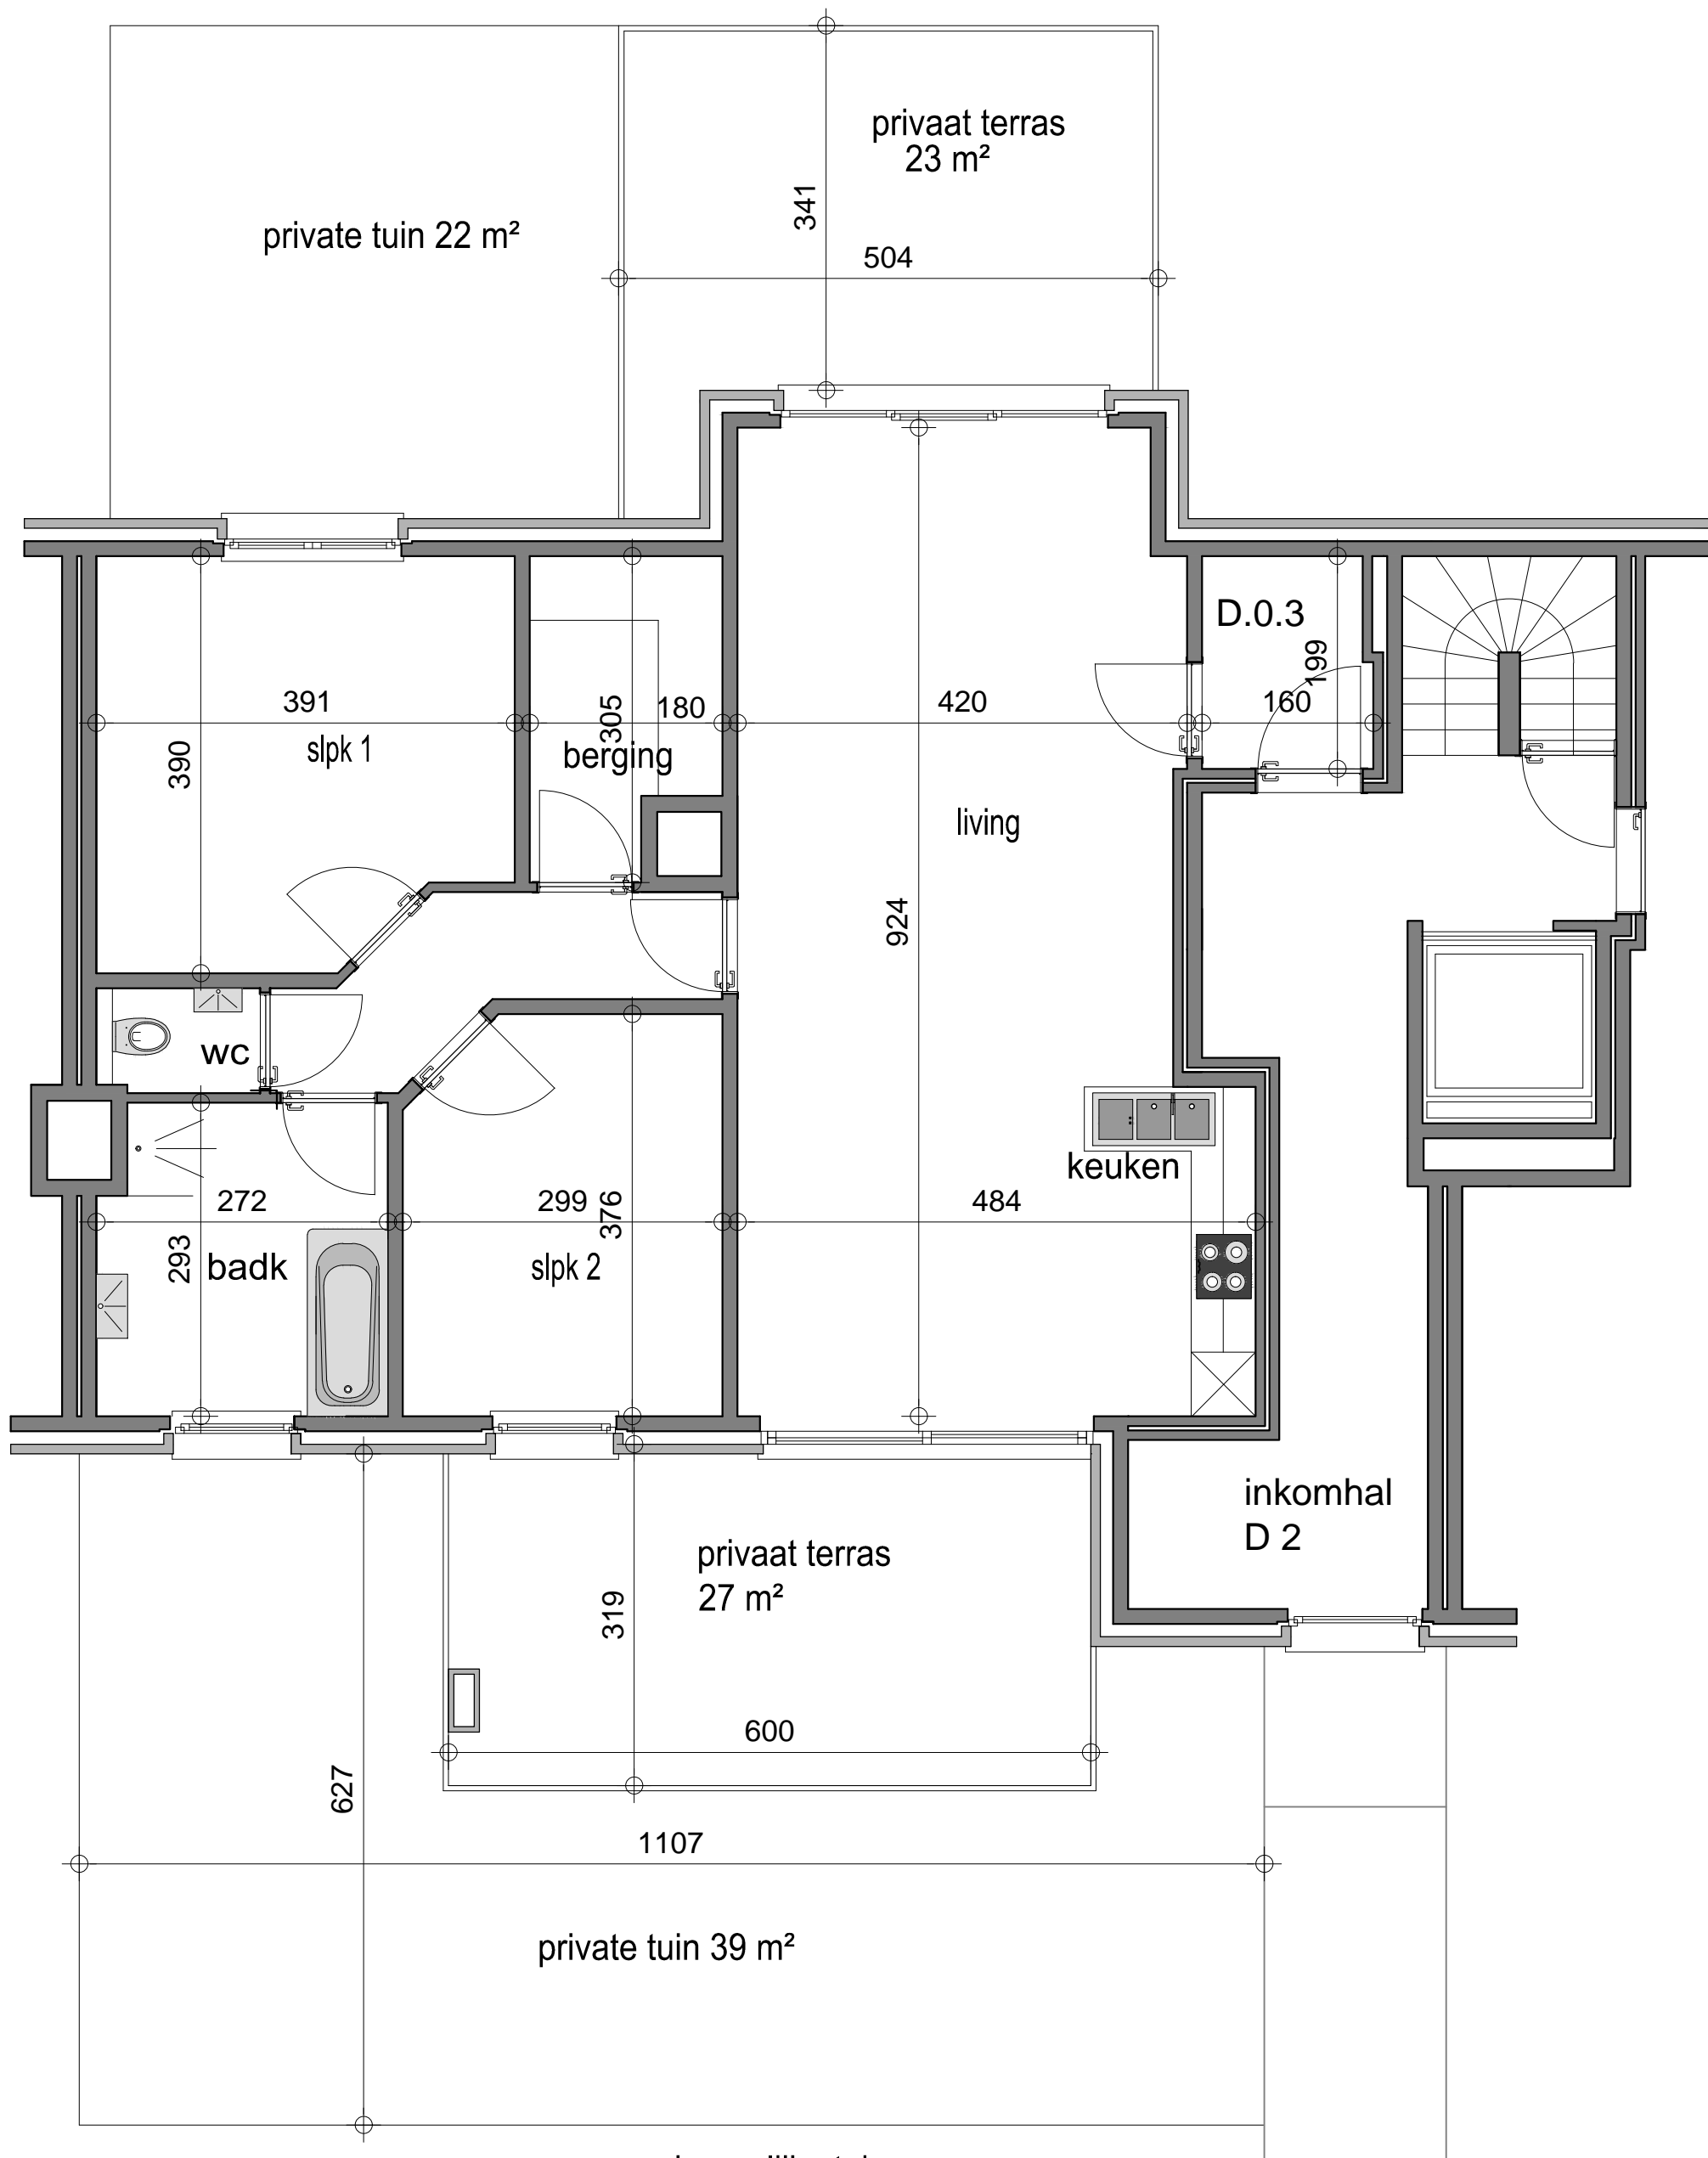 privaat terras
23 m²
341
private tuin 22 m²
504
D.0.3
199
391
180
420
160
305
slpk 1
berging
390
living
924
wc
keuken
272
299
484
376
293
badk
slpk 2
inkomhal
D 2
privaat terras
27 m²
319
600
627
1107
private tuin 39 m²